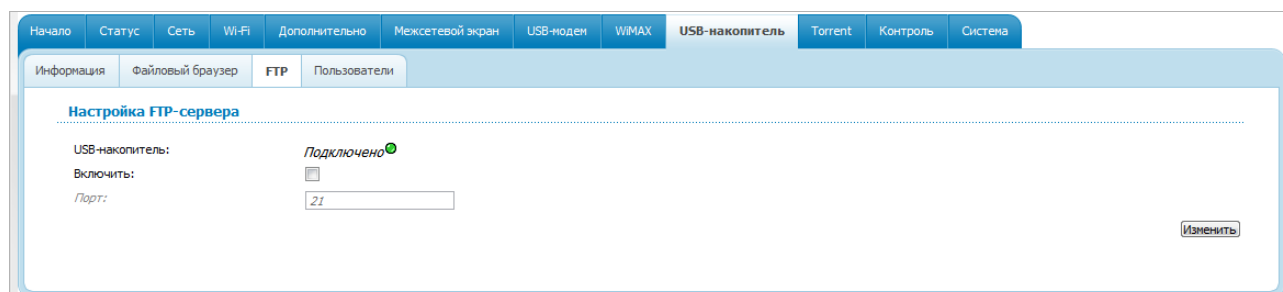 Начало Статус Сеть Wi-Fi Дополнительно Межсетевой экран USB-модем WiMAX USB-накопитель Torrent Контроль Система
Информация Файловый браузер FTP Пользователи
Настройка FTP-сервера
USB-накопитель: Подключено
Включить:
Порт: 21
Изменить